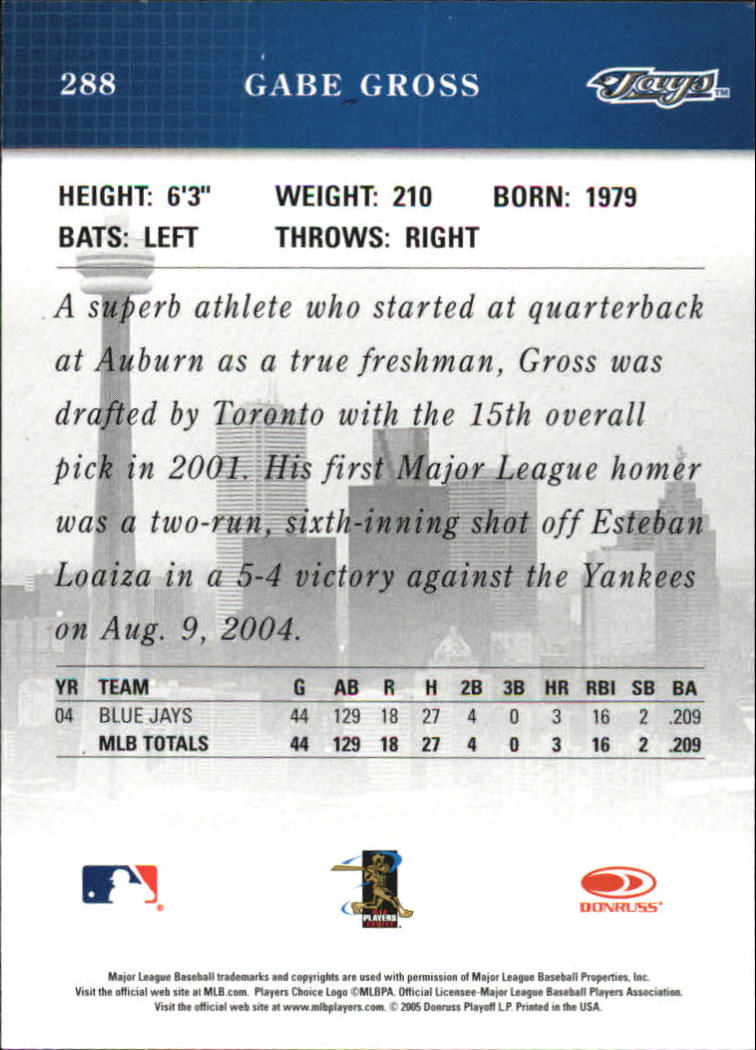 288 GABE GROSS Jays TM
HEIGHT: 6'3" WEIGHT: 210 BORN: 1979
BATS: LEFT THROWS: RIGHT
A superb athlete who started at quarterback
at Auburn as a true freshman, Gross was
drafted by Toronto with the 15th overall
pick in 2001. His first Major League homer
was a two-run, sixth-inning shot off Esteban
Loaiza in a 5-4 victory against the Yankees
on Aug. 9, 2004.
YR TEAM G AB R H 2B 3B HR RBI SB BA
04 BLUE JAYS 44 129 18 27 4 0 3 16 2 .209
MLB TOTALS 44 129 18 27 4 0 3 16 2 .209
PLAYERS
CHOICE
DONRUSS®
Major League Baseball trademarks and copyrights are used with permission of Major League Baseball Properties, Inc.
Visit the official web site at MLB.com. Players Choice Logo ©MLBPA. Official Licensee-Major League Baseball Players Association.
Visit the official web site at www.mlbplayers.com. © 2005 Donruss Playoff L.P. Printed in the USA.